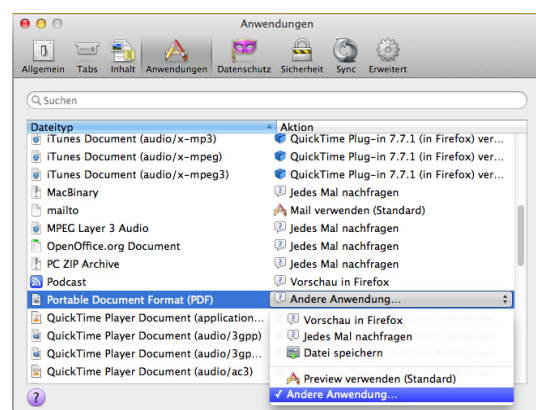 Anwendungen
Allgemein Tabs Inhalt Anwendungen Datenschutz Sicherheit Sync Erweitert
Suchen
Dateityp Aktion
iTunes Document (audio/x-mp3) QuickTime Plug-in 7.7.1 (in Firefox) ver...
iTunes Document (audio/x-mpeg) QuickTime Plug-in 7.7.1 (in Firefox) ver...
iTunes Document (audio/x-mpeg3) QuickTime Plug-in 7.7.1 (in Firefox) ver...
MacBinary Jedes Mal nachfragen
mailto Mail verwenden (Standard)
MPEG Layer 3 Audio Jedes Mal nachfragen
OpenOffice.org Document Jedes Mal nachfragen
PC ZIP Archive Jedes Mal nachfragen
Podcast Vorschau in Firefox
Portable Document Format (PDF) Andere Anwendung...
QuickTime Player Document (application... Vorschau in Firefox
QuickTime Player Document (audio/3gpp) Jedes Mal nachfragen
QuickTime Player Document (audio/3gp... Datei speichern
QuickTime Player Document (audio/ac3) Preview verwenden (Standard)
✓ Andere Anwendung...
?